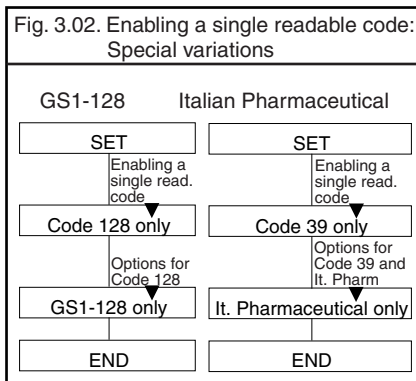 Fig. 3.02. Enabling a single readable code:
Special variations
GS1-128
SET
Enabling a
single read.
code
Code 128 only
Options for
Code 128
GS1-128 only
END
Italian Pharmaceutical
SET
Enabling a
single read.
code
Code 39 only
Options for
Code 39 and
It. Pharm
It. Pharmaceutical only
END